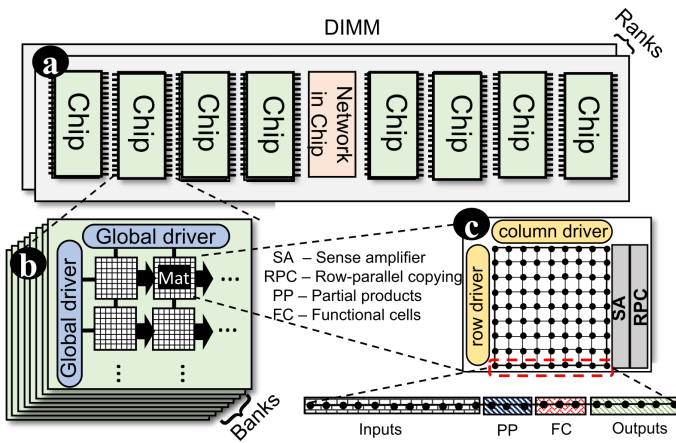 DIMM
Ranks
a
Chip
Chip
Chip
Chip
Network
in Chip
Chip
Chip
Chip
Chip
b
Global driver
Global driver
Mat
Banks
SA – Sense amplifier
RPC – Row-parallel copying
PP – Partial products
FC – Functional cells
c
column driver
row driver
SA
RPC
Inputs
PP
FC
Outputs